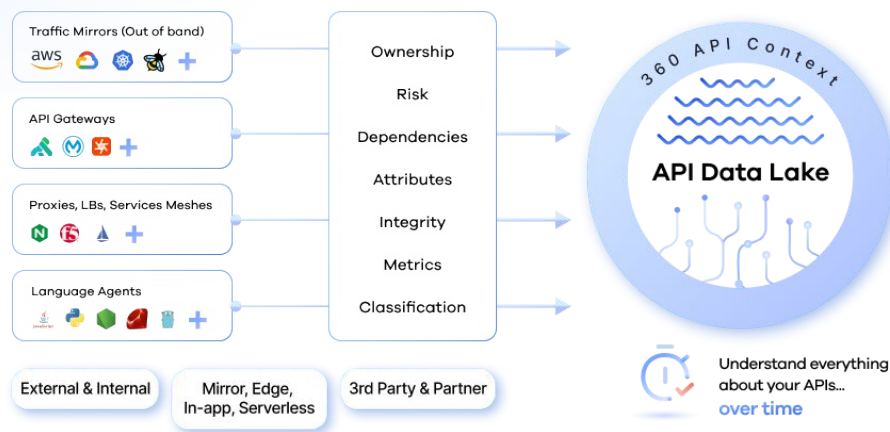 Traffic Mirrors (Out of band)
aws
API Gateways
Proxies, LBs, Services Meshes
Language Agents
Ownership
Risk
Dependencies
Attributes
Integrity
Metrics
Classification
360 API Context
API Data Lake
External & Internal
Mirror, Edge,
In-app, Serverless
3rd Party & Partner
Understand everything
about your APIs...
over time